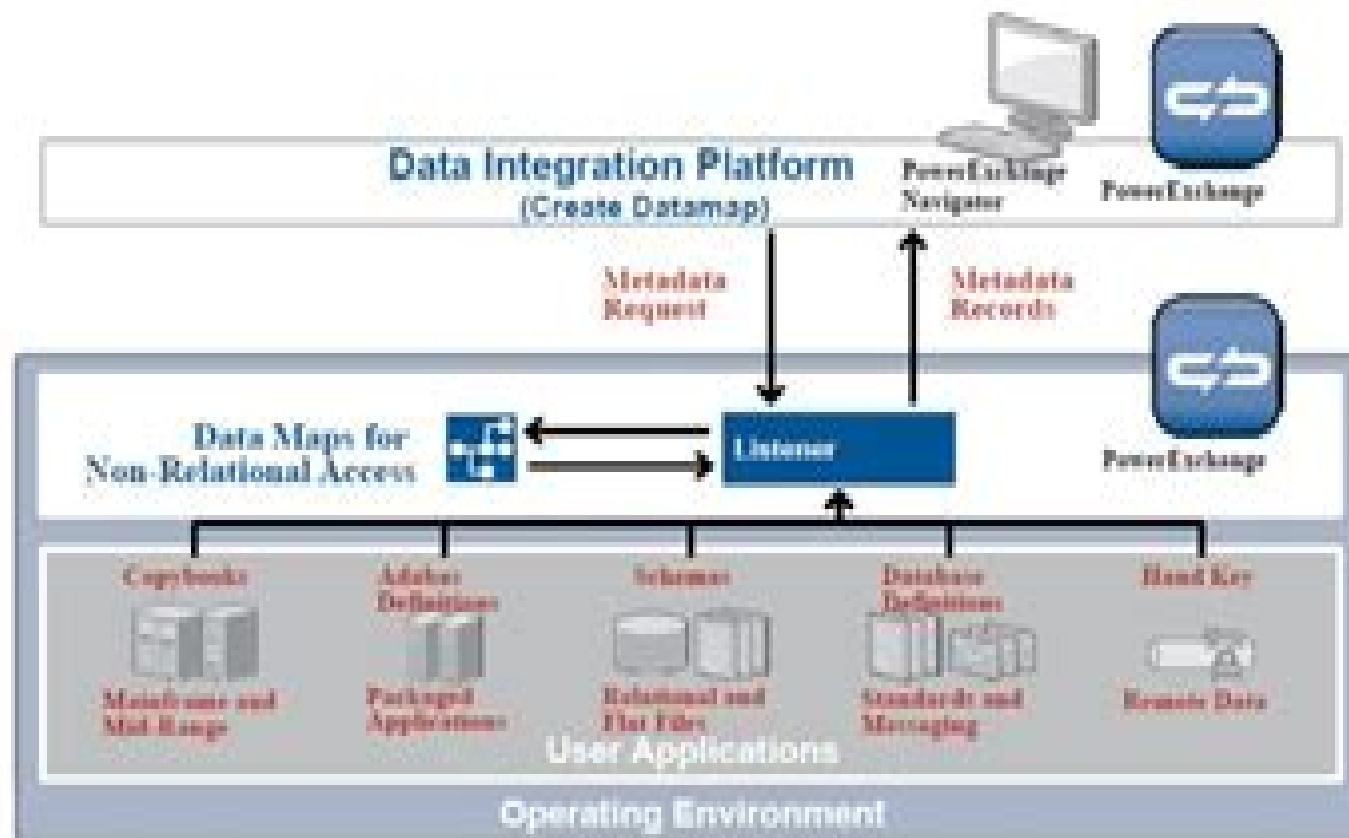 Data Integration Platform
(Create Datamap)
PowerExchange
Navigator
PowerExchange
Metadata
Request
Metadata
Records
Data Maps for
Non-Relational Access
Listener
PowerExchange
Copybooks
Adabas
Definitions
Schemas
Database
Definitions
Hand Key
Mainframe and
Mid-Range
Packaged
Applications
Relational and
Flat Files
Standards and
Messaging
Remote Data
User Applications
Operating Environment